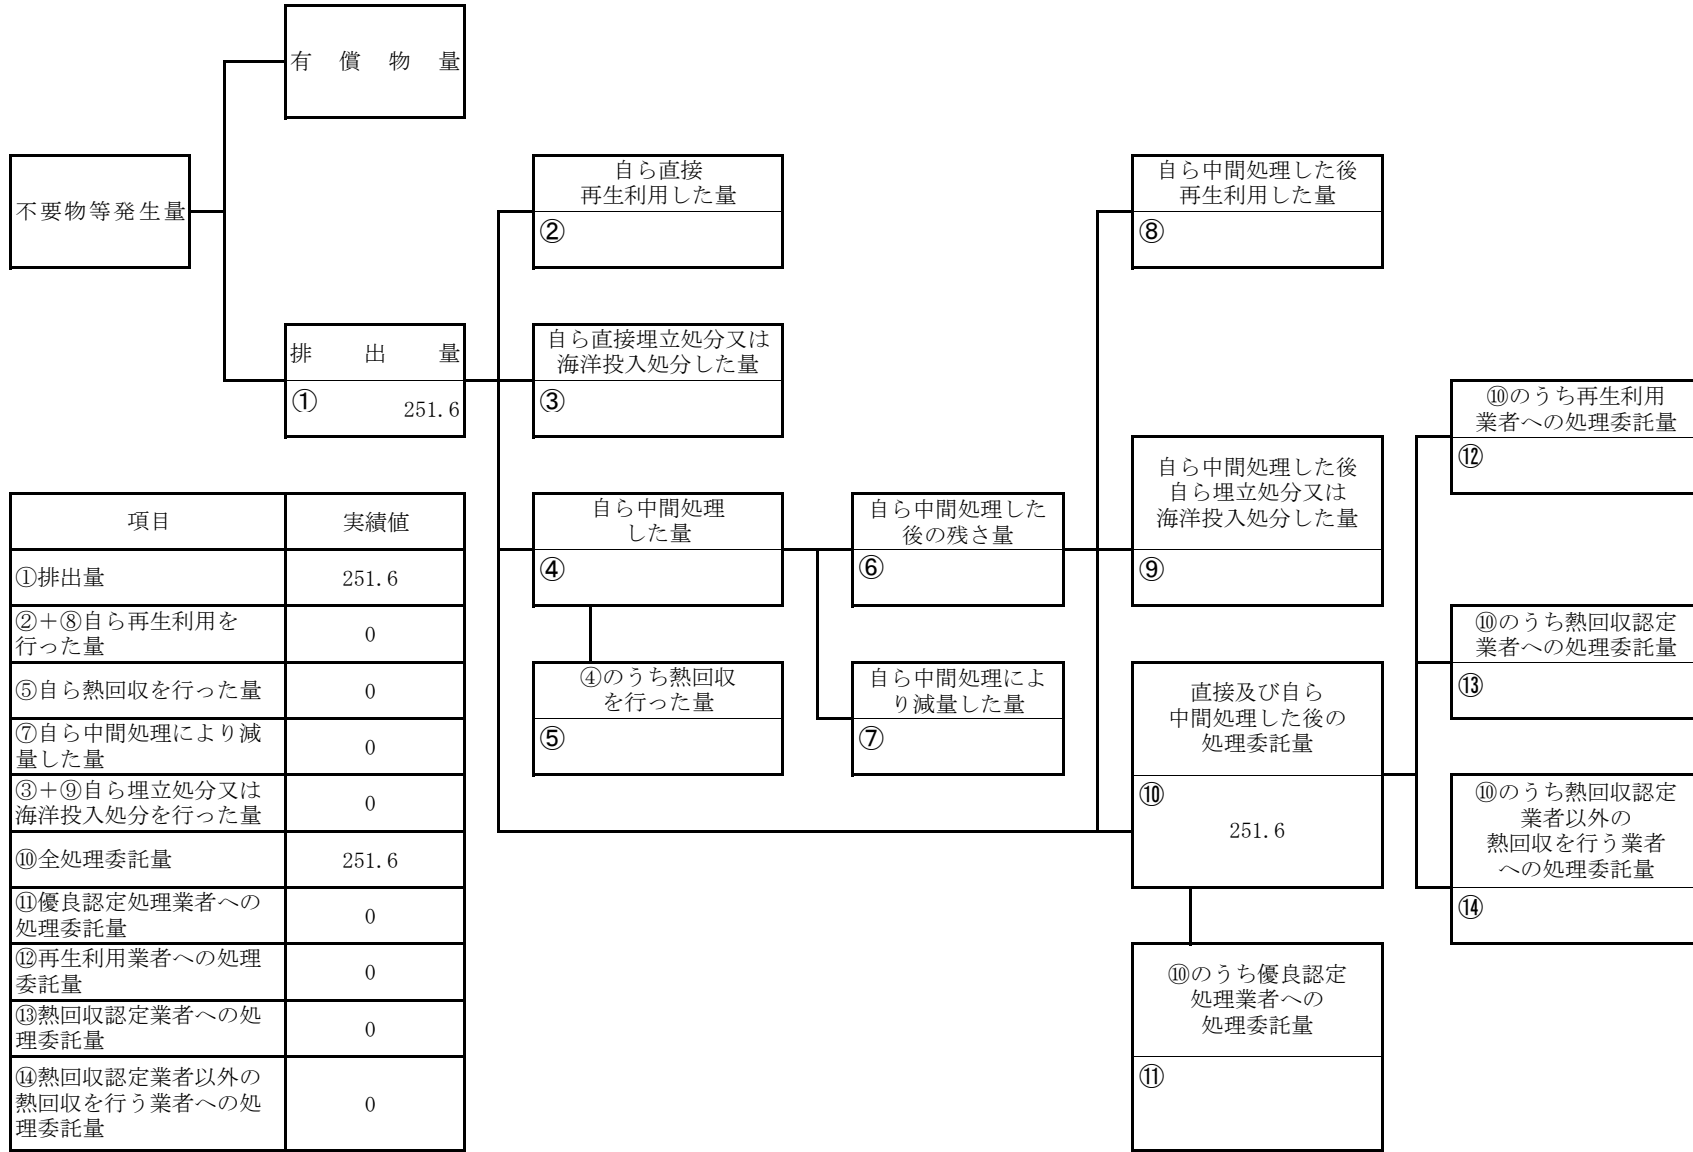 有償物量
不要物等発生量
排出量
① 251.6
自ら直接
再生利用した量
②
自ら直接埋立処分又は
海洋投入処分した量
③
自ら中間処理
した量
④
④のうち熱回収
を行った量
⑤
自ら中間処理した
後の残さ量
⑥
自ら中間処理によ
り減量した量
⑦
自ら中間処理した後
再生利用した量
⑧
自ら中間処理した後
自ら埋立処分又は
海洋投入処分した量
⑨
直接及び自ら
中間処理した後の
処理委託量
⑩
251.6
⑩のうち優良認定
処理業者への
処理委託量
⑪
⑩のうち再生利用
業者への処理委託量
⑫
⑩のうち熱回収認定
業者への処理委託量
⑬
⑩のうち熱回収認定
業者以外の
熱回収を行う業者
への処理委託量
⑭
項目 実績値
①排出量 251.6
②+⑧自ら再生利用を
行った量 0
⑤自ら熱回収を行った量 0
⑦自ら中間処理により減
量した量 0
③+⑨自ら埋立処分又は
海洋投入処分を行った量 0
⑩全処理委託量 251.6
⑪優良認定処理業者への
処理委託量 0
⑫再生利用業者への処理
委託量 0
⑬熱回収認定業者への処
理委託量 0
⑭熱回収認定業者以外の
熱回収を行う業者への処
理委託量 0